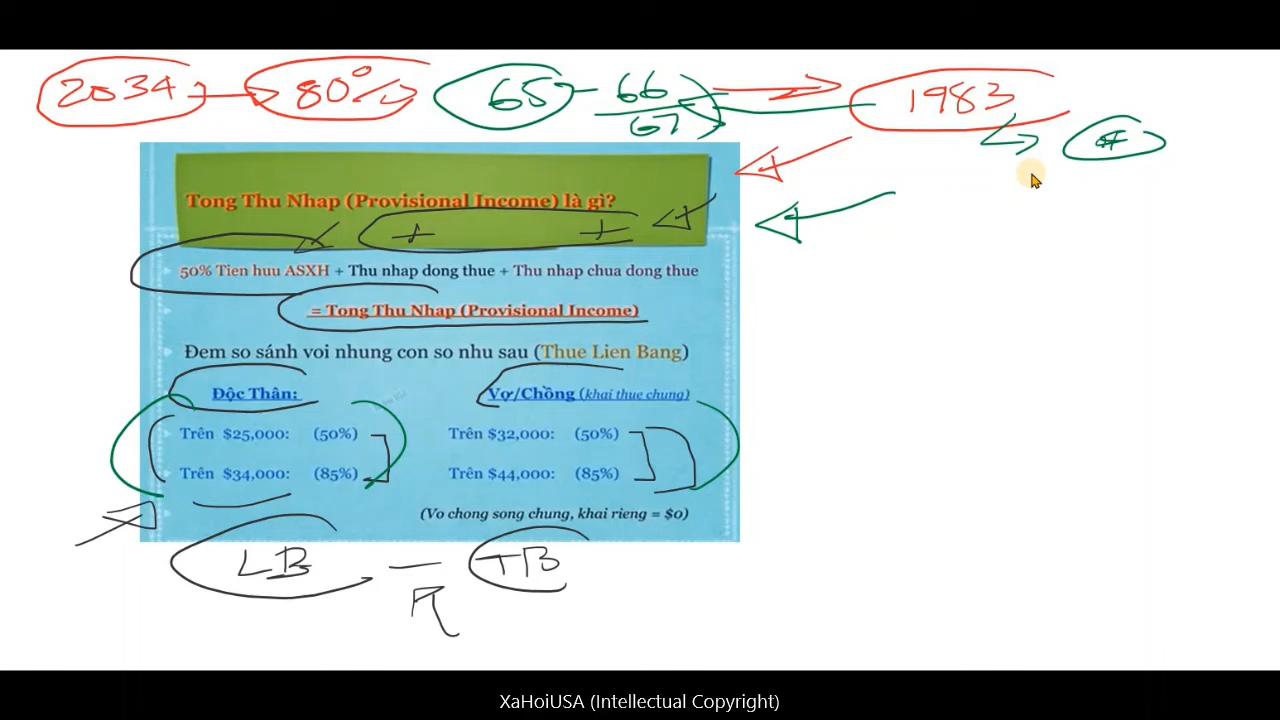 2034 80% 65 - 66 1983
67
Tong Thu Nhap (Provisional Income) là gì?
50% Tien huu ASXH + Thu nhap dong thue + Thu nhap chua dong thue
= Tong Thu Nhap (Provisional Income)
Đem so sánh voi nhung con so nhu sau (Thue Lien Bang)
Độc Thân: Vợ/Chồng (khai thue chung)
Trên $25,000: (50%) Trên $32,000: (50%)
Trên $34,000: (85%) Trên $44,000: (85%)
(Vo chong song chung, khai rieng = $0)
LB - TB
XaHoiUSA (Intellectual Copyright)